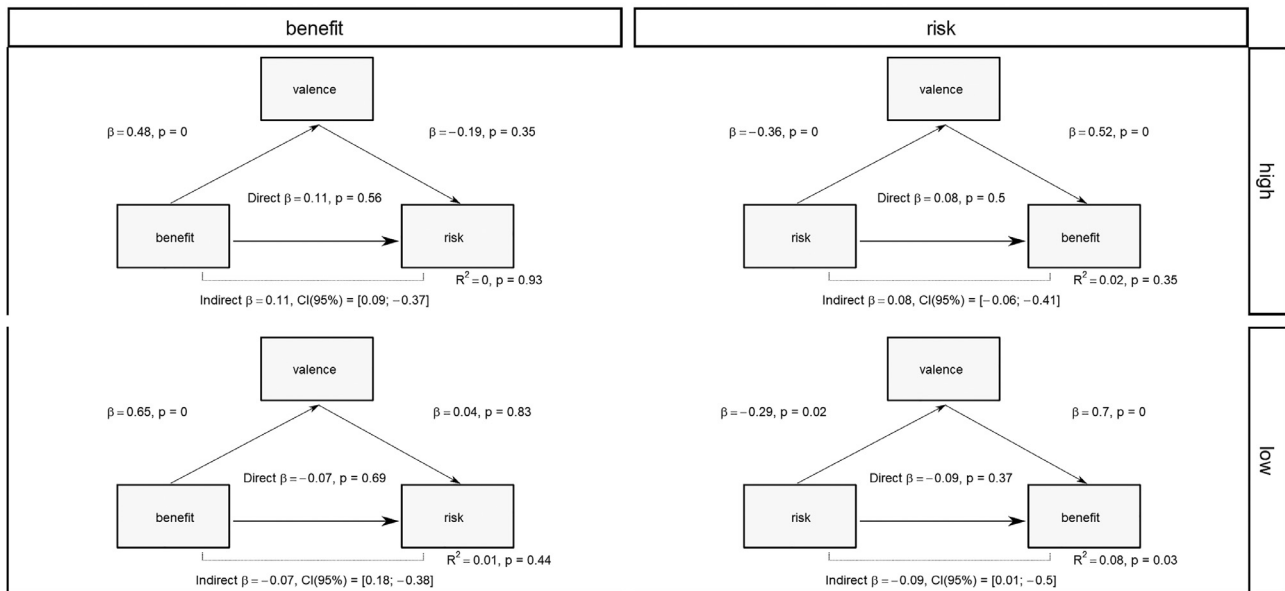 benefit
risk
valence
β = 0.48, p = 0
β = −0.19, p = 0.35
Direct β = 0.11, p = 0.56
benefit
risk
R² = 0, p = 0.93
Indirect β = 0.11, CI(95%) = [0.09; −0.37]
valence
β = −0.36, p = 0
β = 0.52, p = 0
Direct β = 0.08, p = 0.5
risk
benefit
R² = 0.02, p = 0.35
Indirect β = 0.08, CI(95%) = [−0.06; −0.41]
high
valence
β = 0.65, p = 0
β = 0.04, p = 0.83
Direct β = −0.07, p = 0.69
benefit
risk
R² = 0.01, p = 0.44
Indirect β = −0.07, CI(95%) = [0.18; −0.38]
valence
β = −0.29, p = 0.02
β = 0.7, p = 0
Direct β = −0.09, p = 0.37
risk
benefit
R² = 0.08, p = 0.03
Indirect β = −0.09, CI(95%) = [0.01; −0.5]
low